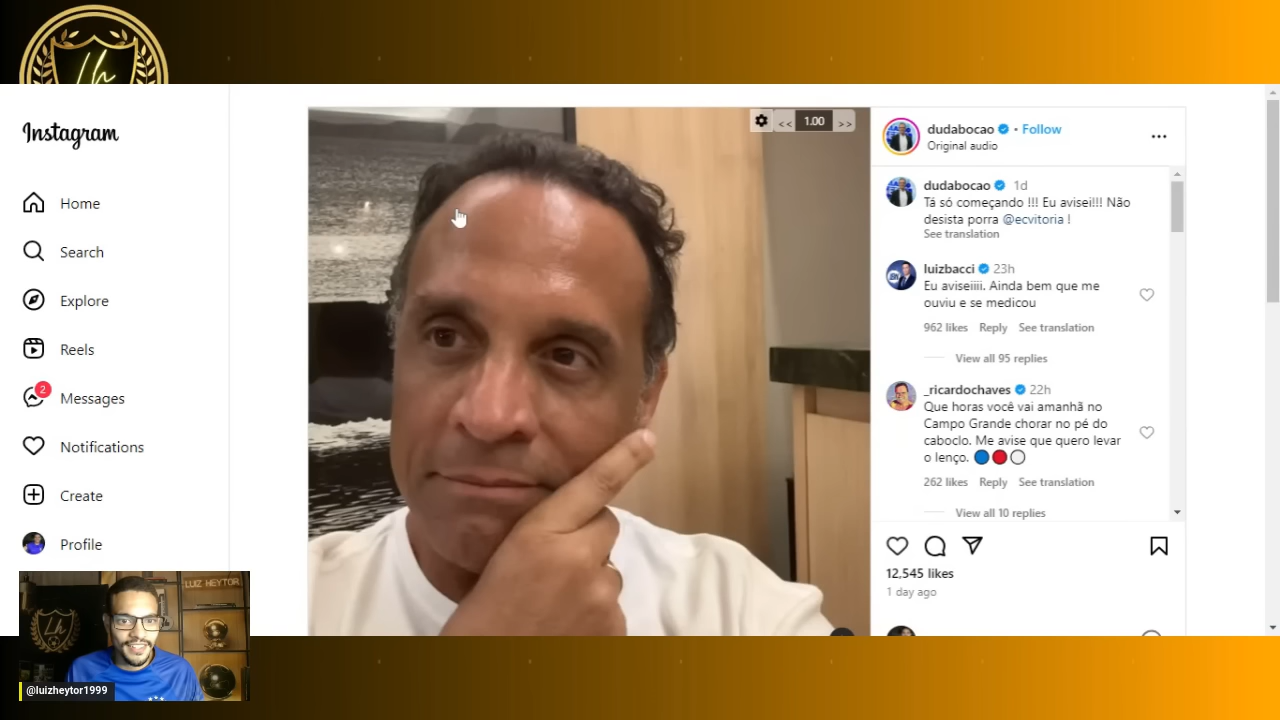 Lh
Instagram
Home
Search
Explore
Reels
2
Messages
Notifications
Create
Profile
<< 1.00 >>
dudabocao • Follow
Original audio
dudabocao 1d
Tá só começando !!! Eu avisei!!! Não
desista porra @ecvitoria !
See translation
luizbacci 23h
Eu aviseiiii. Ainda bem que me
ouviu e se medicou
962 likes Reply See translation
View all 95 replies
_ricardochaves 22h
Que horas você vai amanhã no
Campo Grande chorar no pé do
caboclo. Me avise que quero levar
o lenço. 🔵🔴⚪
262 likes Reply See translation
View all 10 replies
12,545 likes
1 day ago
LUIZ HEYTOR
Lh
@luizheytor1999